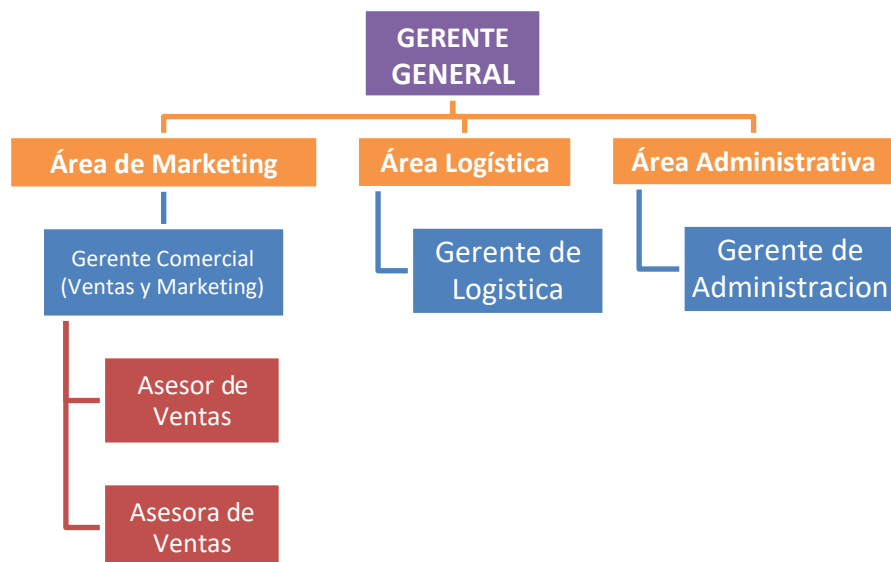 GERENTE
GENERAL
Área de Marketing
Área Logística
Área Administrativa
Gerente Comercial
(Ventas y Marketing)
Gerente de
Logistica
Gerente de
Administracion
Asesor de
Ventas
Asesora de
Ventas